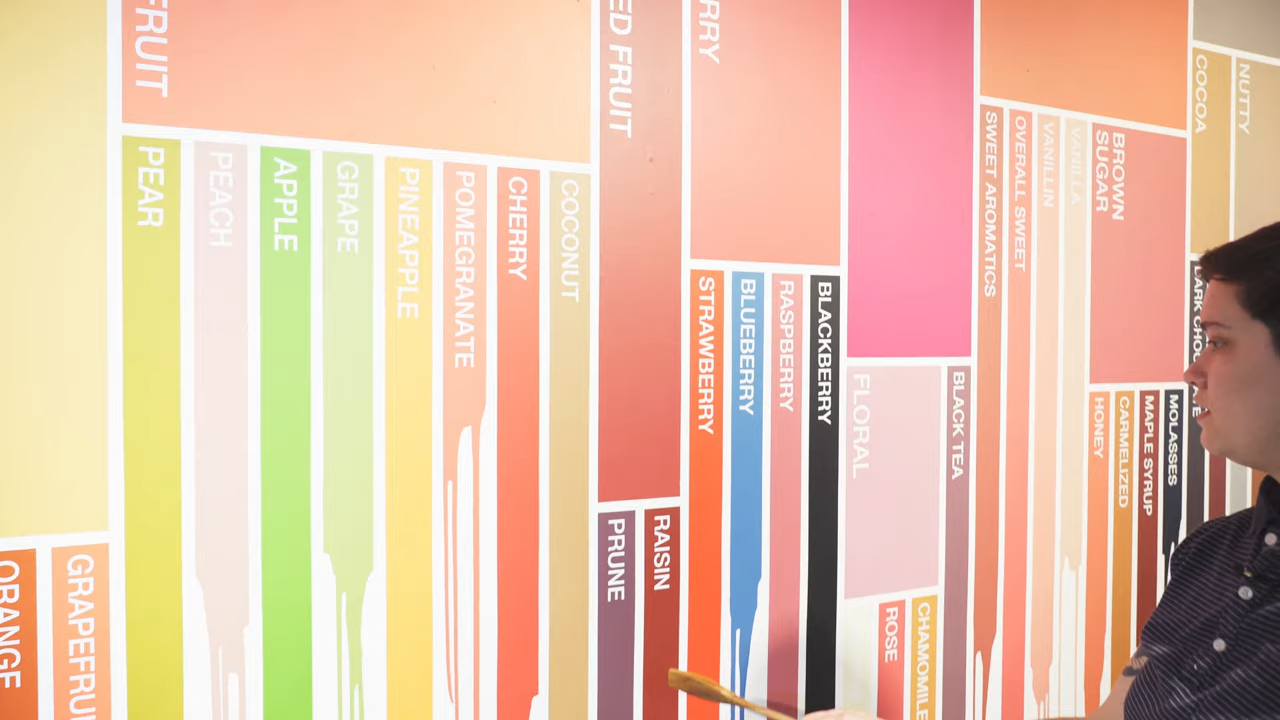 FRUIT
ED FRUIT
RRY
COCOA
NUTTY
PEAR
PEACH
APPLE
GRAPE
PINEAPPLE
POMEGRANATE
CHERRY
COCONUT
SWEET AROMATICS
OVERALL SWEET
VANILLIN
VANILLA
BROWN
SUGAR
STRAWBERRY
BLUEBERRY
RASPBERRY
BLACKBERRY
FLORAL
BLACK TEA
HONEY
CARMELIZED
MAPLE SYRUP
MOLASSES
PRUNE
RAISIN
ORANGE
GRAPEFRUI
ROSE
CHAMOMILE